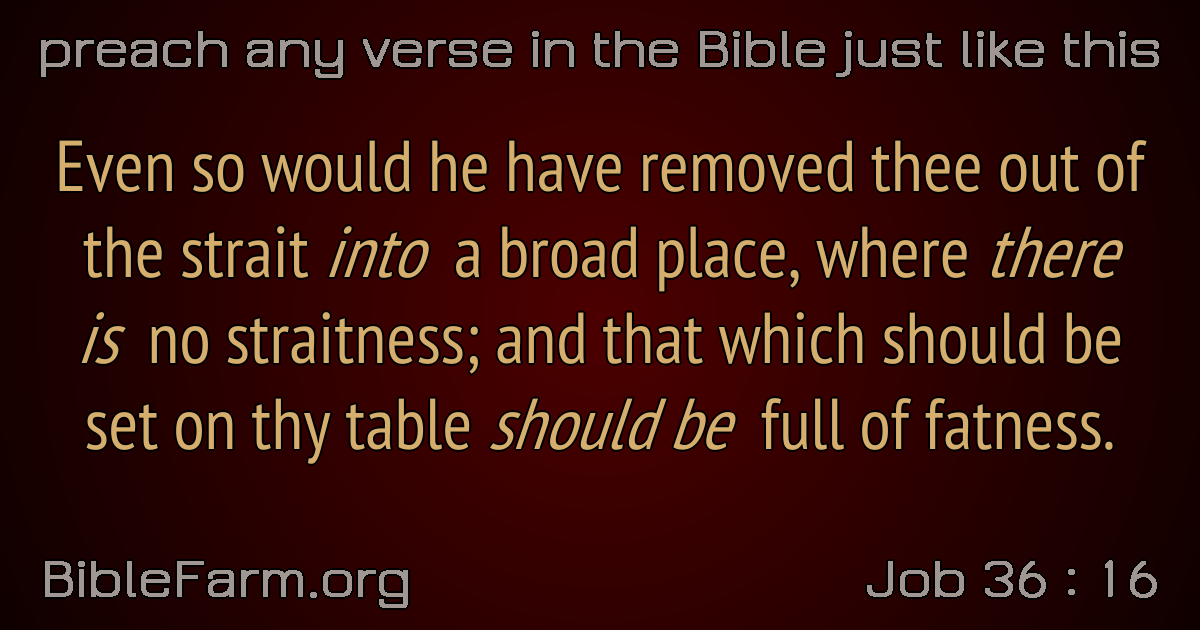 preach any verse in the Bible just like this
Even so would he have removed thee out of
the strait into a broad place, where there
is no straitness; and that which should be
set on thy table should be full of fatness.
BibleFarm.org
Job 36 : 16